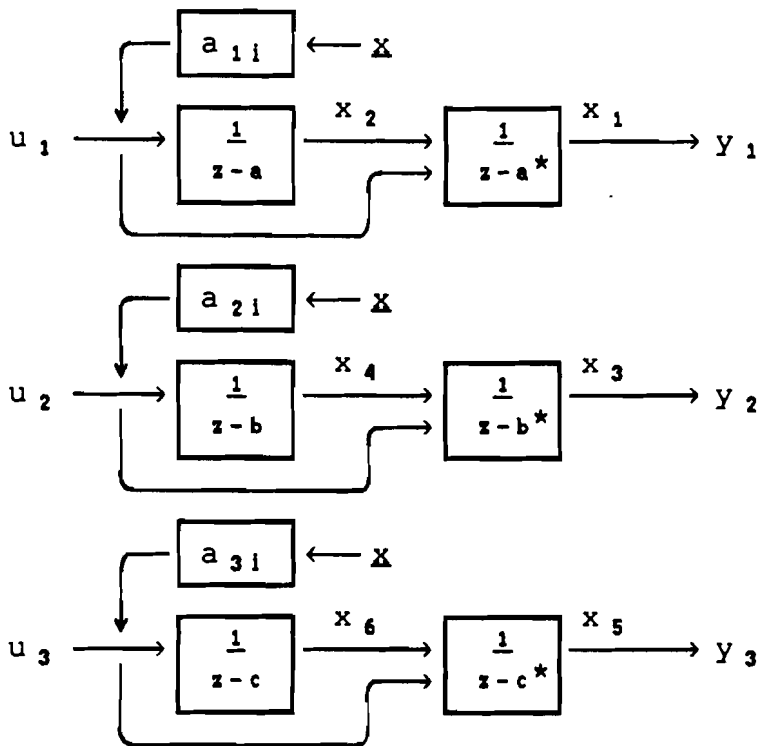 a 1 i ← x
u 1 1 x 2 1 x 1 y 1
z - a z - a *
a 2 i ← x
u 2 1 x 4 1 x 3 y 2
z - b z - b *
a 3 i ← x
u 3 1 x 6 1 x 5 y 3
z - c z - c *